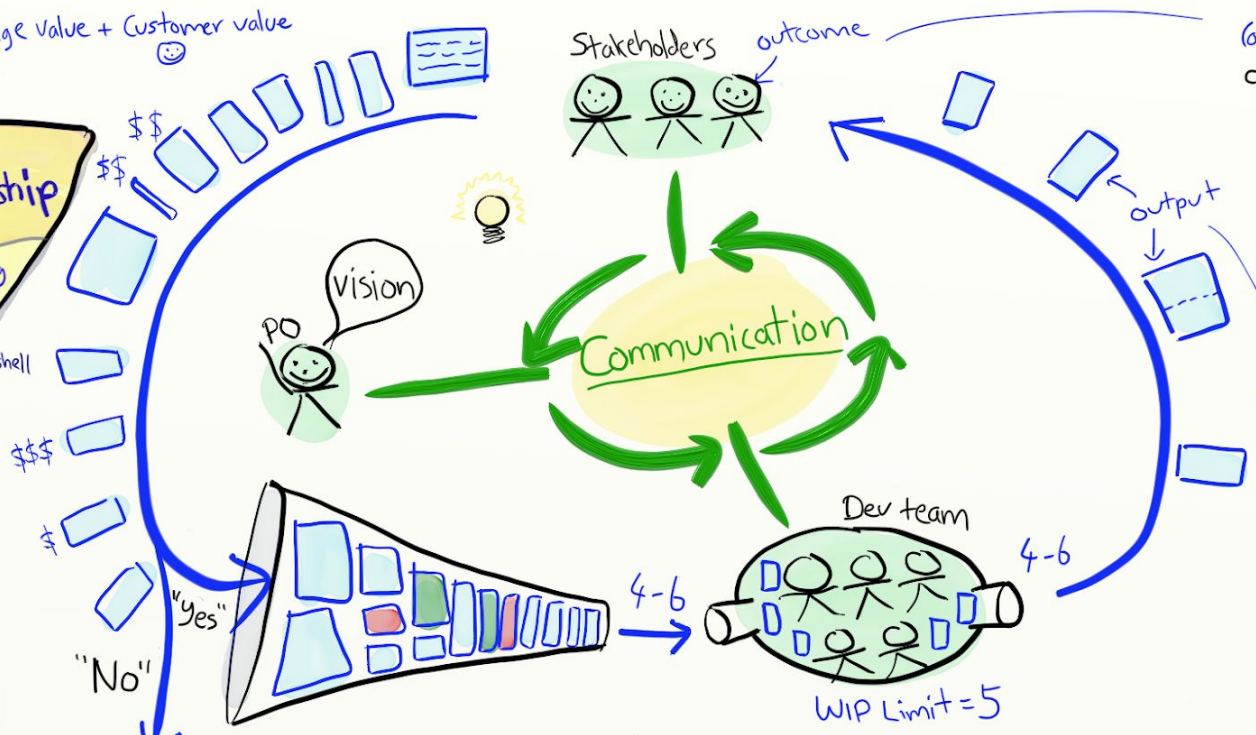 ge value + Customer value
Stakeholders
outcome
$$
$$
ship
output
vision
PO
Communication
shell
$$$
$
Dev team
"Yes"
4-6
4-6
"No"
WIP Limit = 5